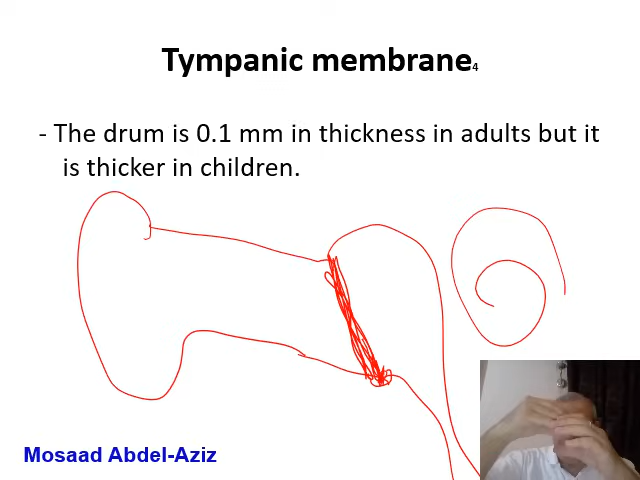 Tympanic membrane4
- The drum is 0.1 mm in thickness in adults but it
is thicker in children.
Mosaad Abdel-Aziz